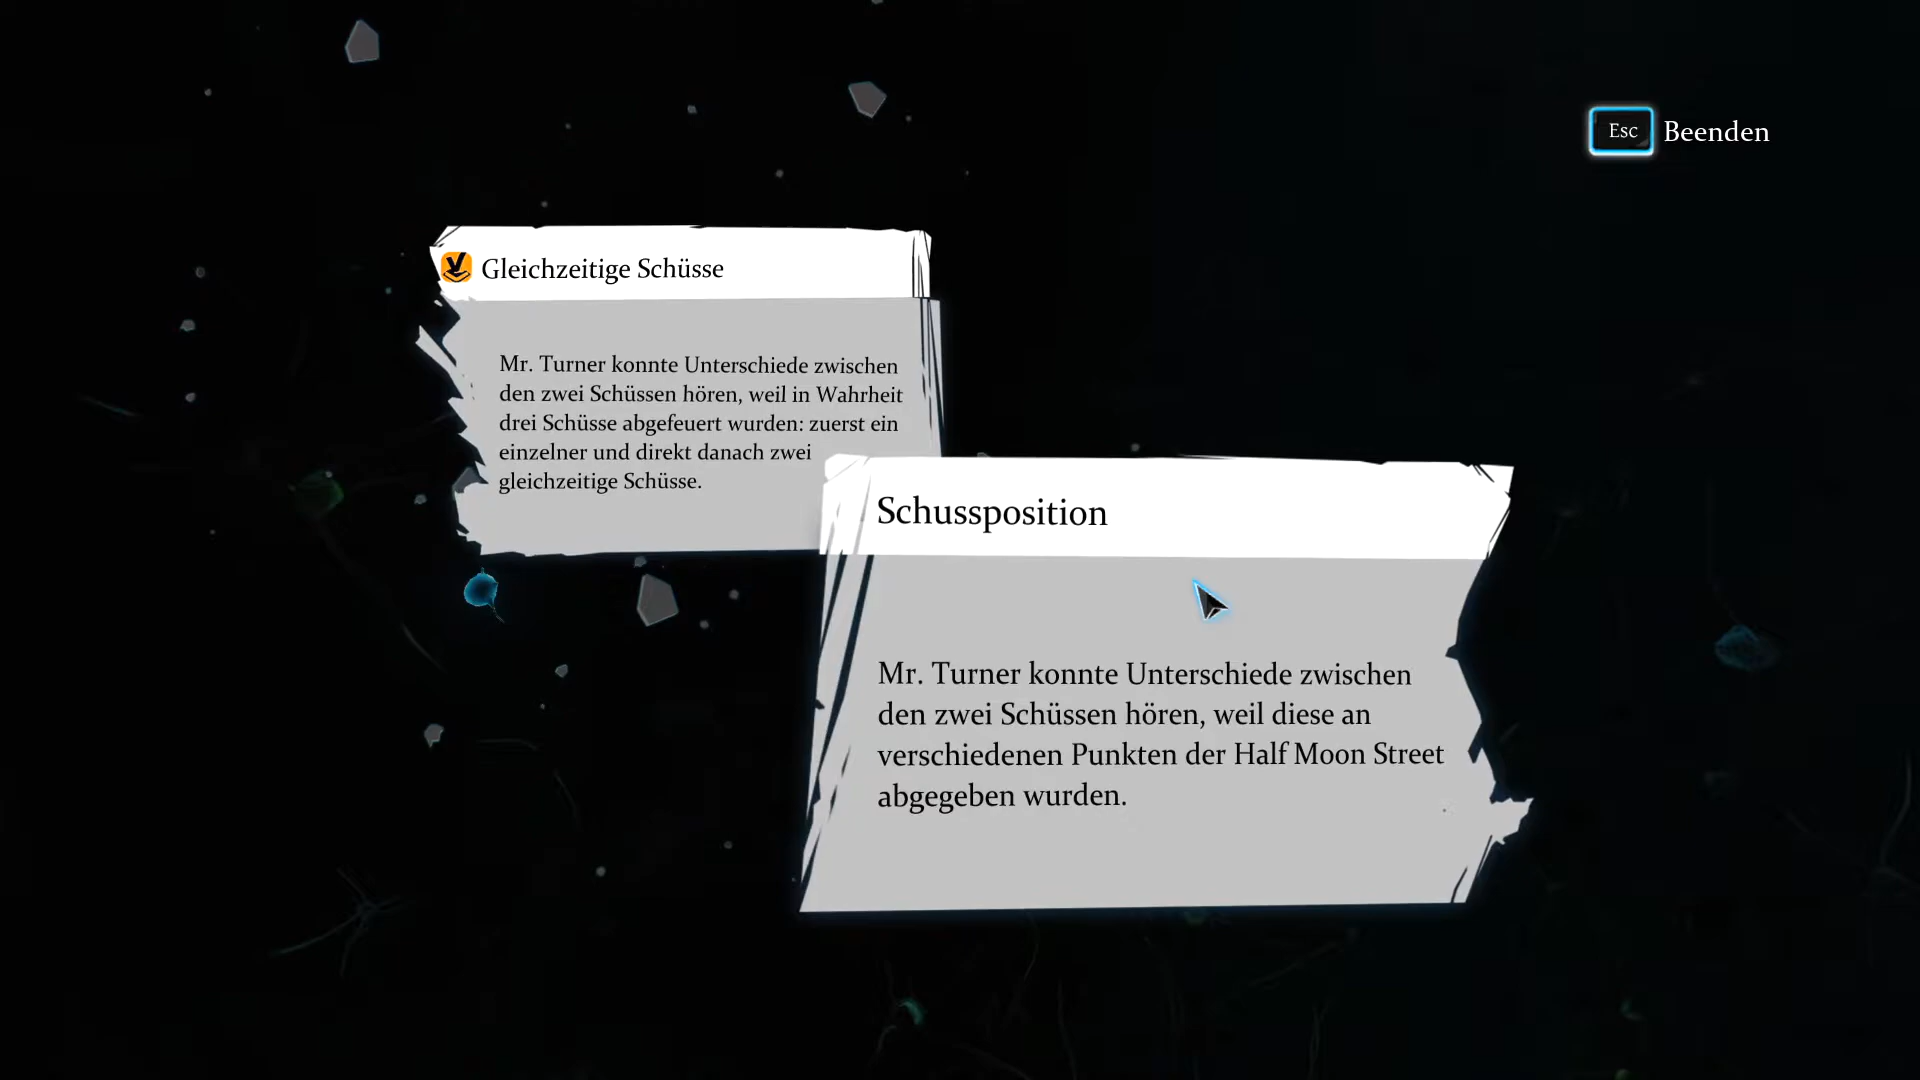 Esc Beenden
Gleichzeitige Schüsse
Mr. Turner konnte Unterschiede zwischen
den zwei Schüssen hören, weil in Wahrheit
drei Schüsse abgefeuert wurden: zuerst ein
einzelner und direkt danach zwei
gleichzeitige Schüsse.
Schussposition
Mr. Turner konnte Unterschiede zwischen
den zwei Schüssen hören, weil diese an
verschiedenen Punkten der Half Moon Street
abgegeben wurden.